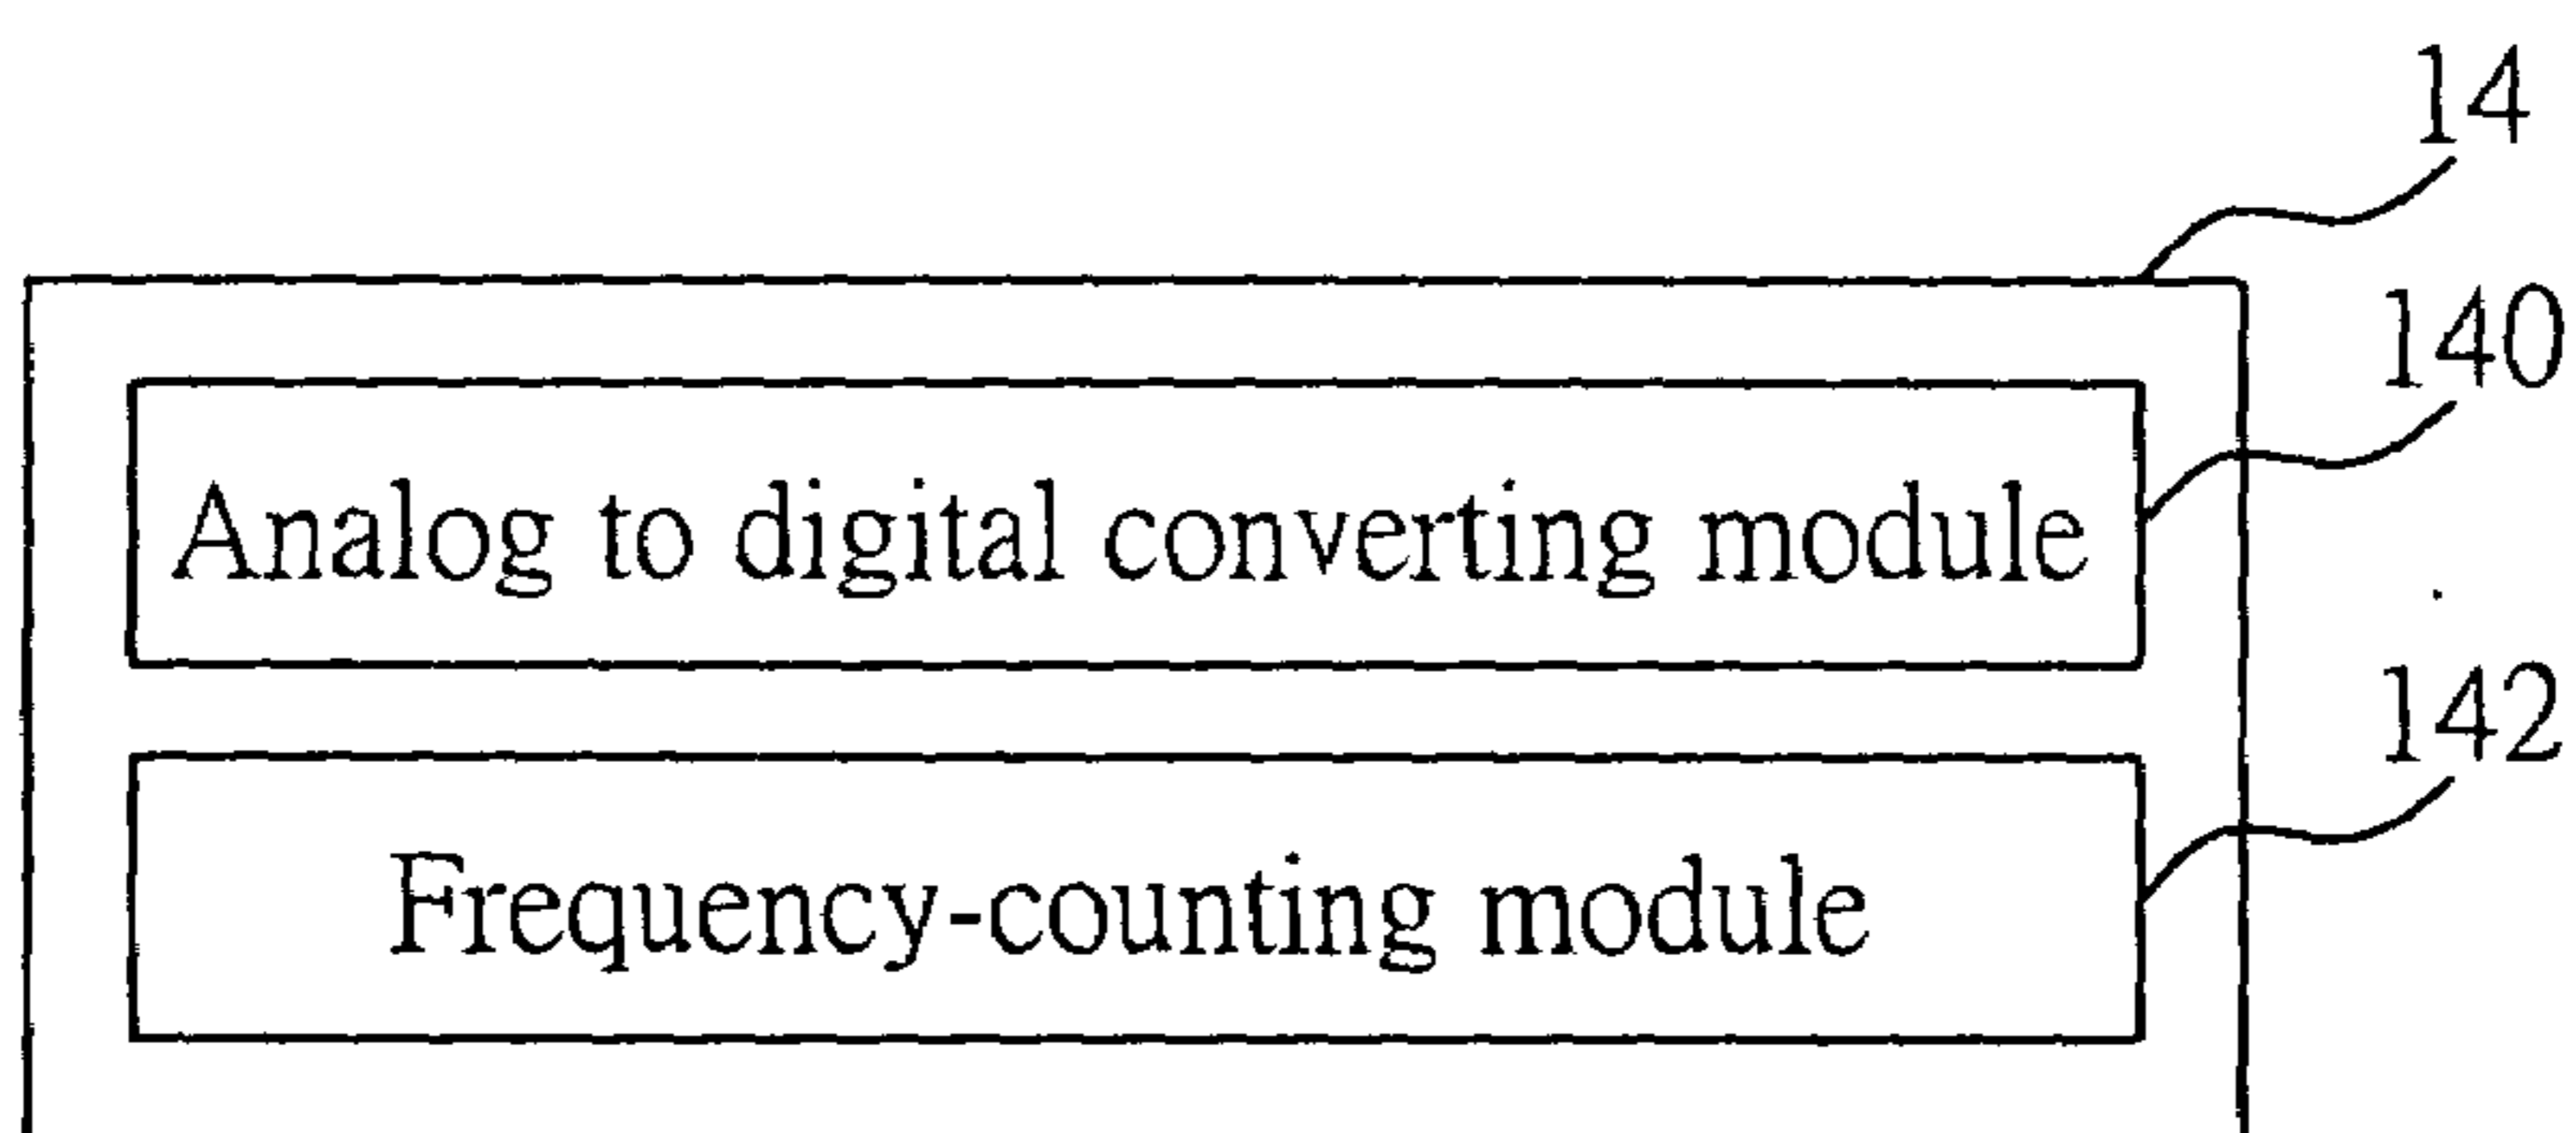 14
140
Analog to digital converting module
142
Frequency-counting module